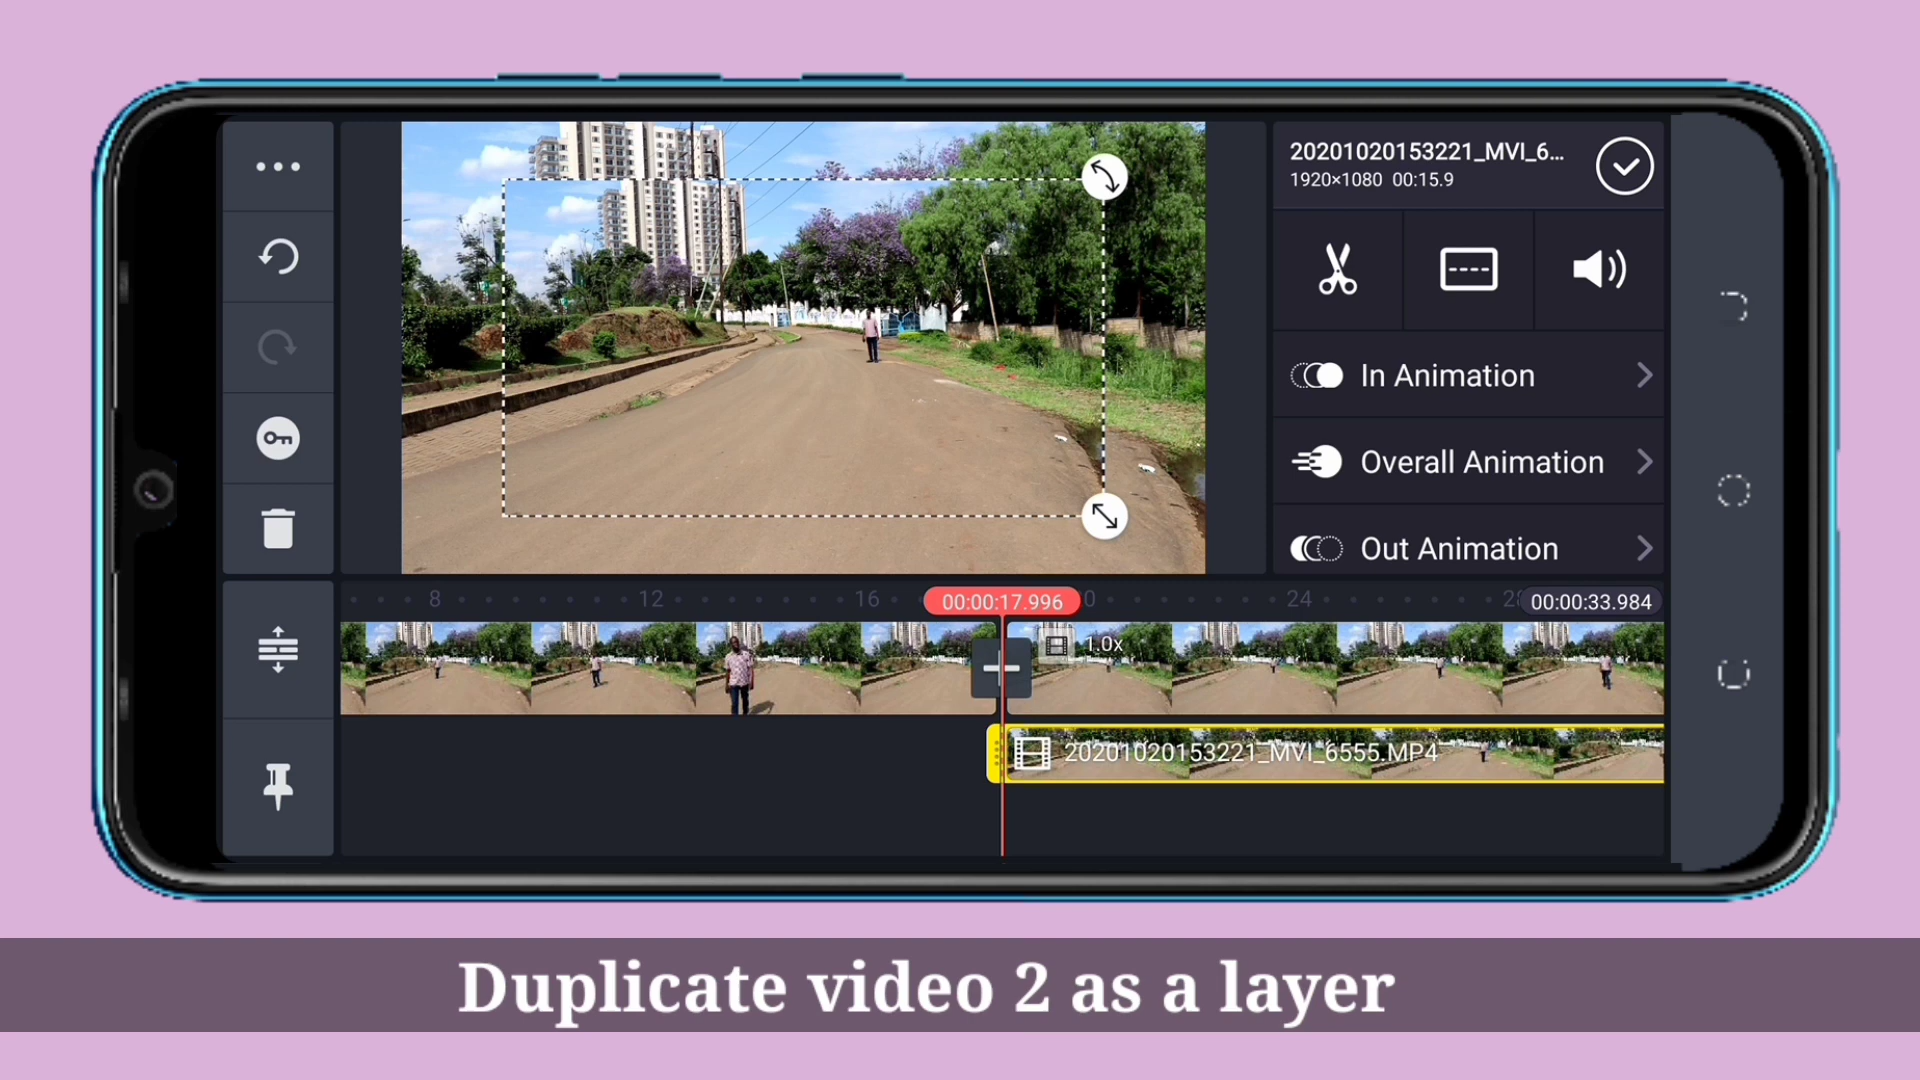 20201020153221_MVI_6...
1920×1080 00:15.9
In Animation
Overall Animation
Out Animation
8
12
16
00:00:17.996
24
00:00:33.984
1.0x
20201020153221_MVI_6555.MP4
Duplicate video 2 as a layer